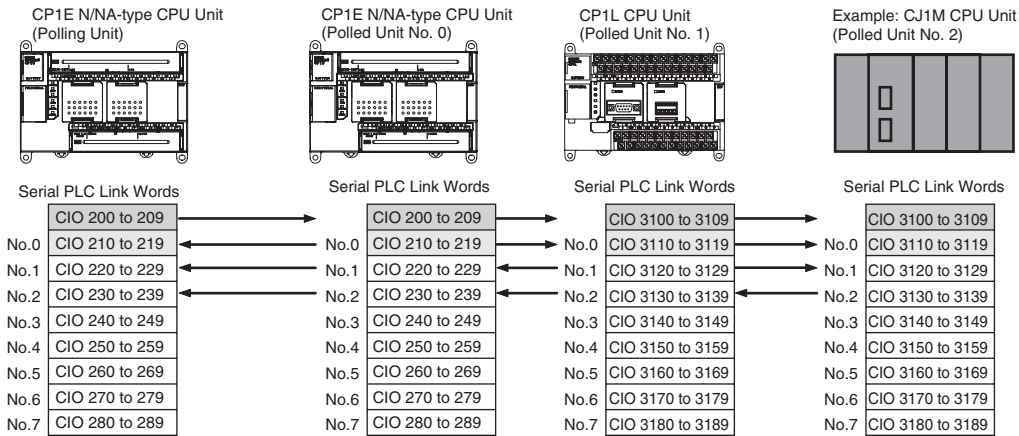 CP1E N/NA-type CPU Unit
(Polling Unit)
CP1E N/NA-type CPU Unit
(Polled Unit No. 0)
CP1L CPU Unit
(Polled Unit No. 1)
Example: CJ1M CPU Unit
(Polled Unit No. 2)
Serial PLC Link Words
CIO 200 to 209
No.0 CIO 210 to 219
No.1 CIO 220 to 229
No.2 CIO 230 to 239
No.3 CIO 240 to 249
No.4 CIO 250 to 259
No.5 CIO 260 to 269
No.6 CIO 270 to 279
No.7 CIO 280 to 289
Serial PLC Link Words
CIO 200 to 209
No.0 CIO 210 to 219
No.1 CIO 220 to 229
No.2 CIO 230 to 239
No.3 CIO 240 to 249
No.4 CIO 250 to 259
No.5 CIO 260 to 269
No.6 CIO 270 to 279
No.7 CIO 280 to 289
Serial PLC Link Words
CIO 3100 to 3109
No.0 CIO 3110 to 3119
No.1 CIO 3120 to 3129
No.2 CIO 3130 to 3139
No.3 CIO 3140 to 3149
No.4 CIO 3150 to 3159
No.5 CIO 3160 to 3169
No.6 CIO 3170 to 3179
No.7 CIO 3180 to 3189
Serial PLC Link Words
CIO 3100 to 3109
No.0 CIO 3110 to 3119
No.1 CIO 3120 to 3129
No.2 CIO 3130 to 3139
No.3 CIO 3140 to 3149
No.4 CIO 3150 to 3159
No.5 CIO 3160 to 3169
No.6 CIO 3170 to 3179
No.7 CIO 3180 to 3189